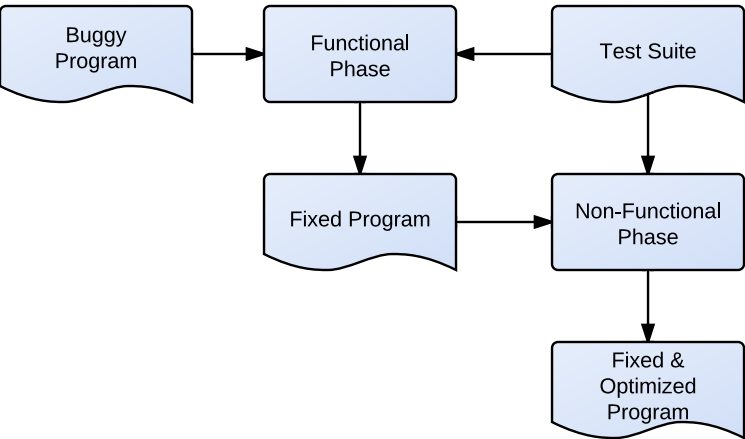 Buggy
Program
Functional
Phase
Test Suite
Fixed Program
Non-Functional
Phase
Fixed &
Optimized
Program